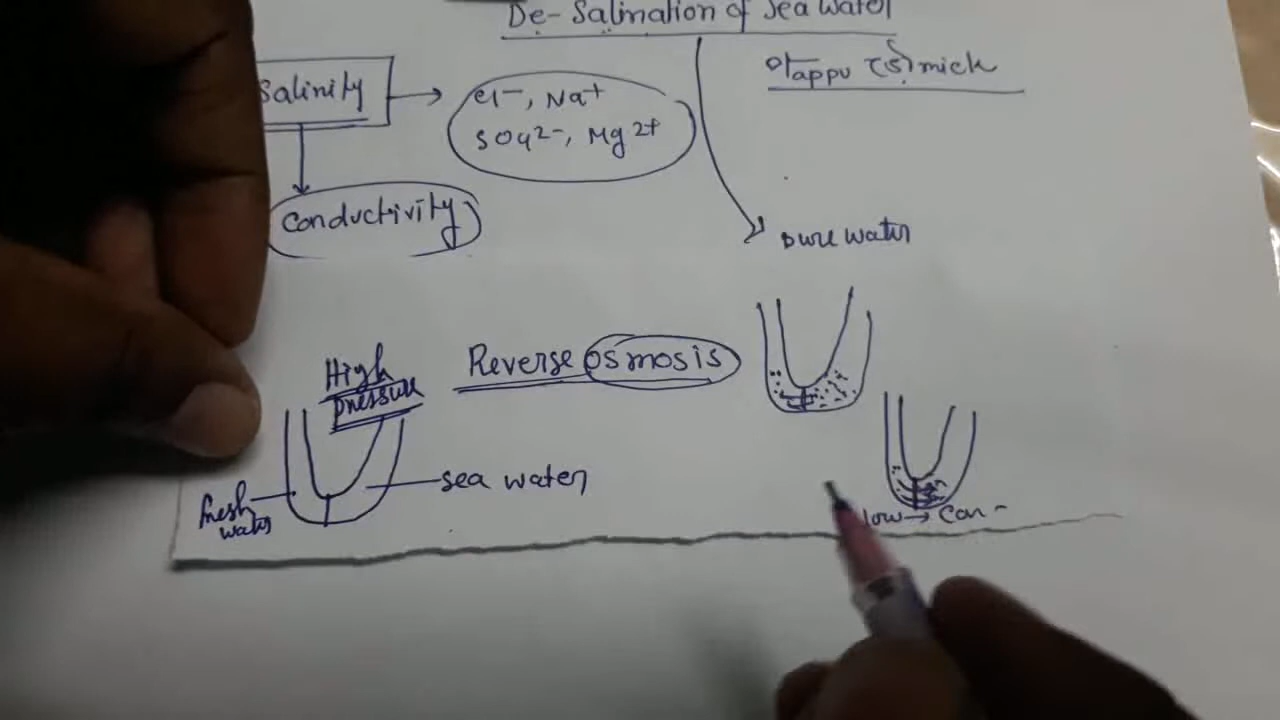 De-Salination of Sea Water
Salinity
Cl-, Na+
SO42-, Mg2+
Conductivity
Pure water
Reverse osmosis
High
pressure
sea water
fresh
water
low → Con -